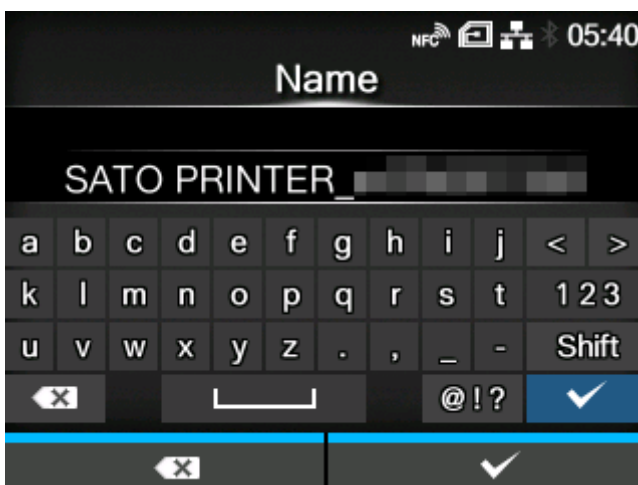 NFC 05:40
Name
SATO PRINTER_
a b c d e f g h i j < >
k l m n o p q r s t 123
u v w x y z . , _ - Shift
@!?